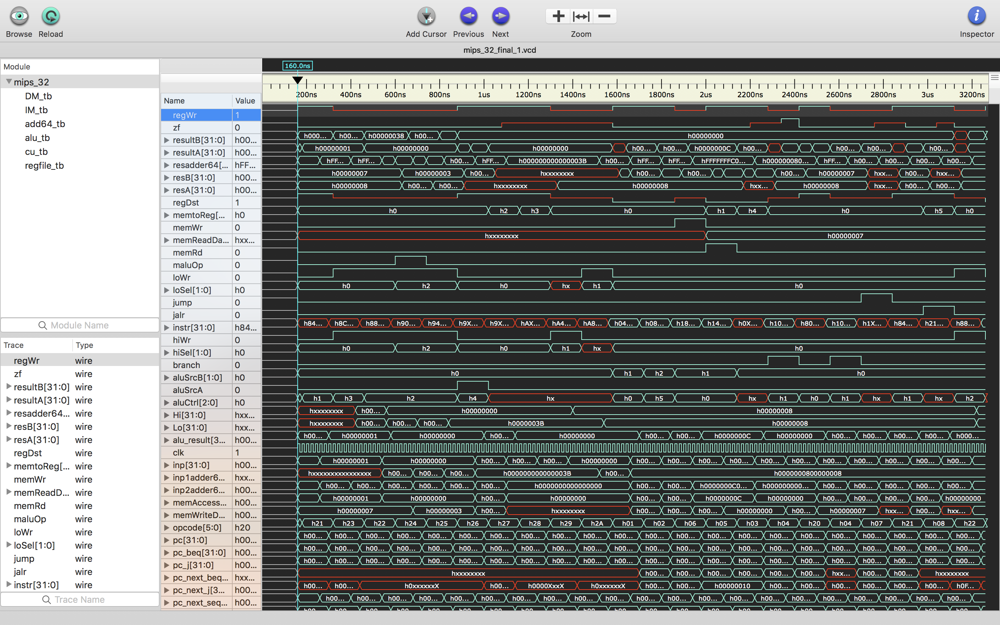 Browse Reload Add Cursor Previous Next Zoom Inspector
mips_32_final_1.vcd
Module
mips_32
DM_tb
IM_tb
add64_tb
alu_tb
cu_tb
regfile_tb
Module Name
Trace Type
regWr wire
zf wire
resultB[31:0] wire
resultA[31:0] wire
resadder64... wire
resB[31:0] wire
resA[31:0] wire
regDst wire
memtoReg[... wire
memWr wire
memReadD... wire
memRd wire
maluOp wire
loWr wire
loSel[1:0] wire
jump wire
jalr wire
instr[31:0] wire
Trace Name
160.0ns
200ns 400ns 600ns 800ns 1us 1200ns 1400ns 1600ns 1800ns 2us 2200ns 2400ns 2600ns 2800ns 3us 3200ns
Name Value
regWr 1
zf 0
resultB[31:0] h00... h000... h00... h00000038 h00... h00000000
resultA[31:0] h00... h00000001 h00000000 h00000000 h00... h00... h0000000C h00... h00... h00... h00...
resadder64[... hFF... hFF... hFF... h00... hFF... h000000000000003B h00... hFF... hFF... hFFFFFFFC0... h000000080... hFF... h00... h00... h00... h00...
resB[31:0] h00... h00000007 h00000003 h00... hxxxxxxxx h00... h00... h00... h00000007 hxx... h00... hxx...
resA[31:0] h00... h00000008 h00... h00... hxxxxxxxx h00000008 hxx... h00000008 hxx... h00... h00...
regDst 1
memtoReg[... h0 h0 h2 h3 h0 h1 h4 h0 h5 h0
memWr 0
memReadDa... hxx... hxxxxxxxx h00000007
memRd 0
maluOp 0
loWr 0
loSel[1:0] h0 h0 h2 h0 hx h1 h0
jump 0
jalr 0
instr[31:0] h84... h84... h8C... h88... h90... h94... h9X... h9X... hAX... hA4... hA8... h04... h08... h18... h14... h0X... h10... h80... h10... h1X... h84... h21... h88...
hiWr 0
hiSel[1:0] h0 h0 h2 h0 h1 hx h0
branch 0
aluSrcB[1:0] h0 h0 h1 h2 h1 h0
aluSrcA 0
aluCtrl[2:0] h0 h1 h3 h2 h4 hx h0 h5 h0 hx h1 h0 h1 hx h1 hx h2
Hi[31:0] hxx... hxxxxxxxx h00... h00000000 h00000008
Lo[31:0] hxx... hxxxxxxxx h00... h00... h00... h0000003B h00000008
alu_result[3... h00... h00... h00000001 h00000000 h00... h00000000 h00... h00... h0000000C h00000000 h00... h00... h00... h000...
clk 1
inp[31:0] h00... h00000001 h00000000 h00... h00... h00... h00000000 h00... h00... h00... h00... h00... h00... h00... h00... h00... h00...
inp1adder6... hxx... hxxxxxxxxxxxxxxxx h00... h00... h00... h000000000000003B h00... h0000000800000008
inp2adder6... h00... h00... h00... h00... h00... h00... h0000000000000000 h00... h00... h0000000C0... h000000000... h00... h00... h00... h00...
memAccess... h00... h00000001 h00000000 h00... h00000000 h00... h00... h0000000C h00000000 h00... h00... h00... h00000000
memWriteD... h00... h00000007 h00000003 h00... hxxxxxxxx h00... h00... h00... h00000000 h00... h00000007 hxx... h00... hxx...
opcode[5:0] h20 h21 h23 h22 h24 h25 h26 h27 h28 h29 h2A h01 h02 h06 h05 h03 h04 h20 h04 h07 h21 h08 h22
pc[31:0] h00... h00... h00... h00... h00... h00... h00... h00... h00... h00... h00... h00... h00... h00... h00... h00... h00... h00... h00... h00... h00... h00... h00...
pc_beq[31:0] h00... h00... h00... h00... h00... h00... h00... h00... h00... h00... h00... h00... h00... h00... h00... h00... h00... h00... h00... h00... h00... h00... h00...
pc_j[31:0] h00... h00... h00... h00... h00... h00... h00... h00... h00... h00... h00... h00... h00... h00... h00... h00... h00... h00... h00... h00... h00... h00... h00...
pc_next_beq... hxx... hxxxxxxxx h00... h00... h00... h00... h00... h00... hxx... h00... h00... hxxxxxxxx
pc_next_j[3... h00... h00... h00... h0xxxxxxX h00... h0000XxxX h0xxxxxxX h00... h00... h00000010 h00... h00... h00... h00... h00... h00... h0F...
pc_next_seq... h00... h00... h00... h00... h00... h00... h00... h00... h00... h00... h00... h00... h00... h00... h00... h00... h00... h00... h00... h00... h00... h00...